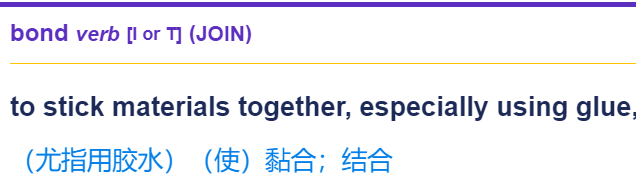 bond verb [I or T] (JOIN)
to stick materials together, especially using glue,
（尤指用胶水）（使）黏合；结合